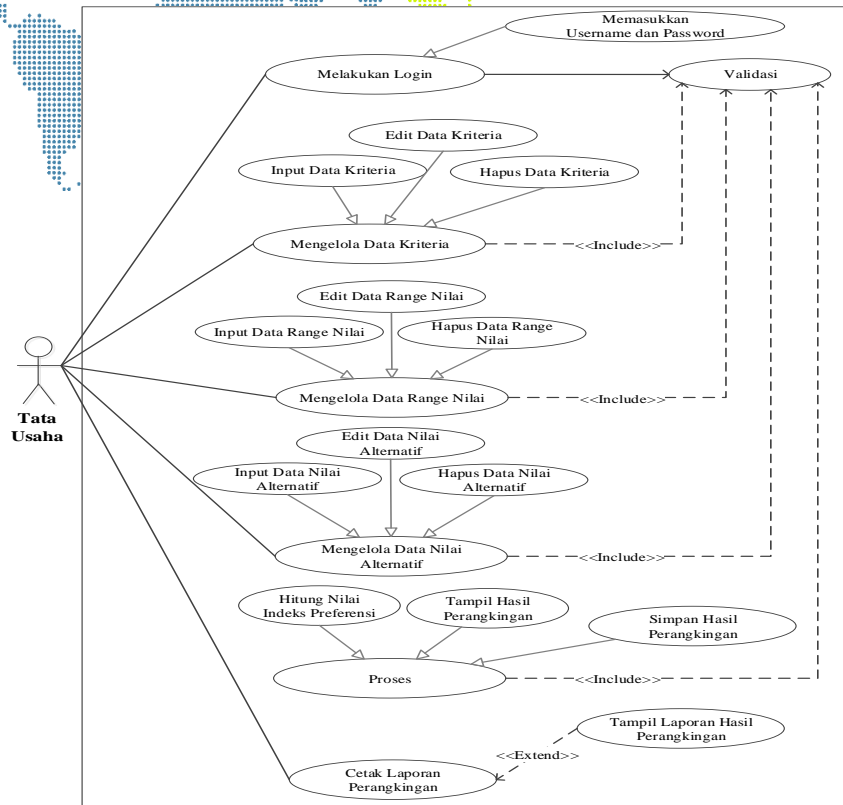 Memasukkan
Username dan Password
Melakukan Login
Validasi
Edit Data Kriteria
Input Data Kriteria
Hapus Data Kriteria
Mengelola Data Kriteria
<<Include>>
Edit Data Range Nilai
Input Data Range Nilai
Hapus Data Range
Nilai
Mengelola Data Range Nilai
<<Include>>
Tata
Usaha
Edit Data Nilai
Alternatif
Input Data Nilai
Alternatif
Hapus Data Nilai
Alternatif
Mengelola Data Nilai
Alternatif
<<Include>>
Hitung Nilai
Indeks Preferensi
Tampil Hasil
Perangkingan
Simpan Hasil
Perangkingan
Proses
<<Include>>
Tampil Laporan Hasil
Perangkingan
<<Extend>>
Cetak Laporan
Perangkingan